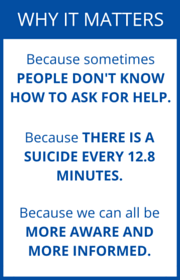 WHY IT MATTERS
Because sometimes
PEOPLE DON'T KNOW
HOW TO ASK FOR HELP.
Because THERE IS A
SUICIDE EVERY 12.8
MINUTES.
Because we can all be
MORE AWARE AND
MORE INFORMED.